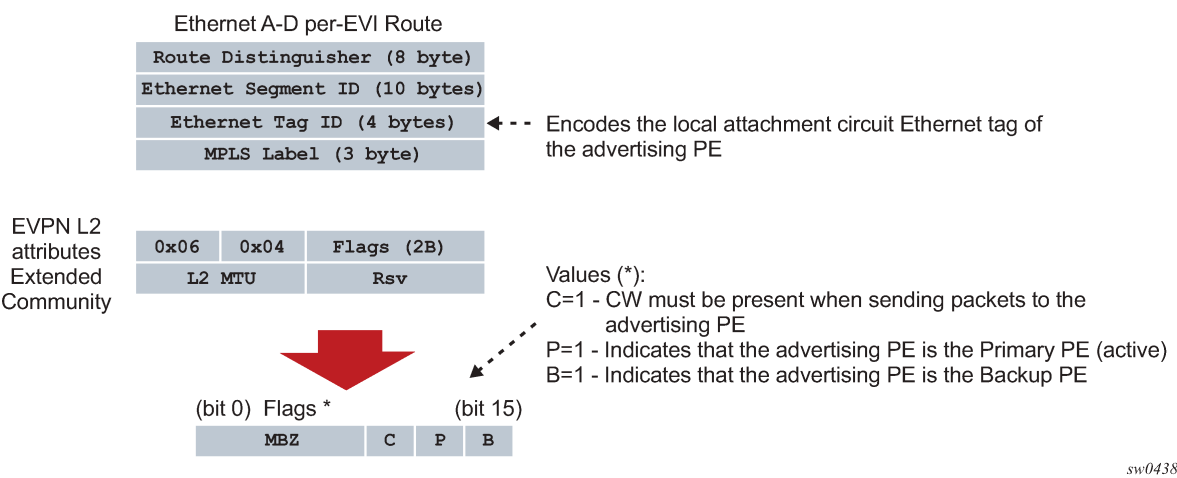 Ethernet A-D per-EVI Route
Route Distinguisher (8 byte)
Ethernet Segment ID (10 bytes)
Ethernet Tag ID (4 bytes)
MPLS Label (3 byte)
Encodes the local attachment circuit Ethernet tag of
the advertising PE
EVPN L2
attributes
Extended
Community
0x06 0x04 Flags (2B)
L2 MTU Rsv
Values (*):
C=1 - CW must be present when sending packets to the
advertising PE
P=1 - Indicates that the advertising PE is the Primary PE (active)
B=1 - Indicates that the advertising PE is the Backup PE
(bit 0) Flags * (bit 15)
MBZ C P B
sw0438